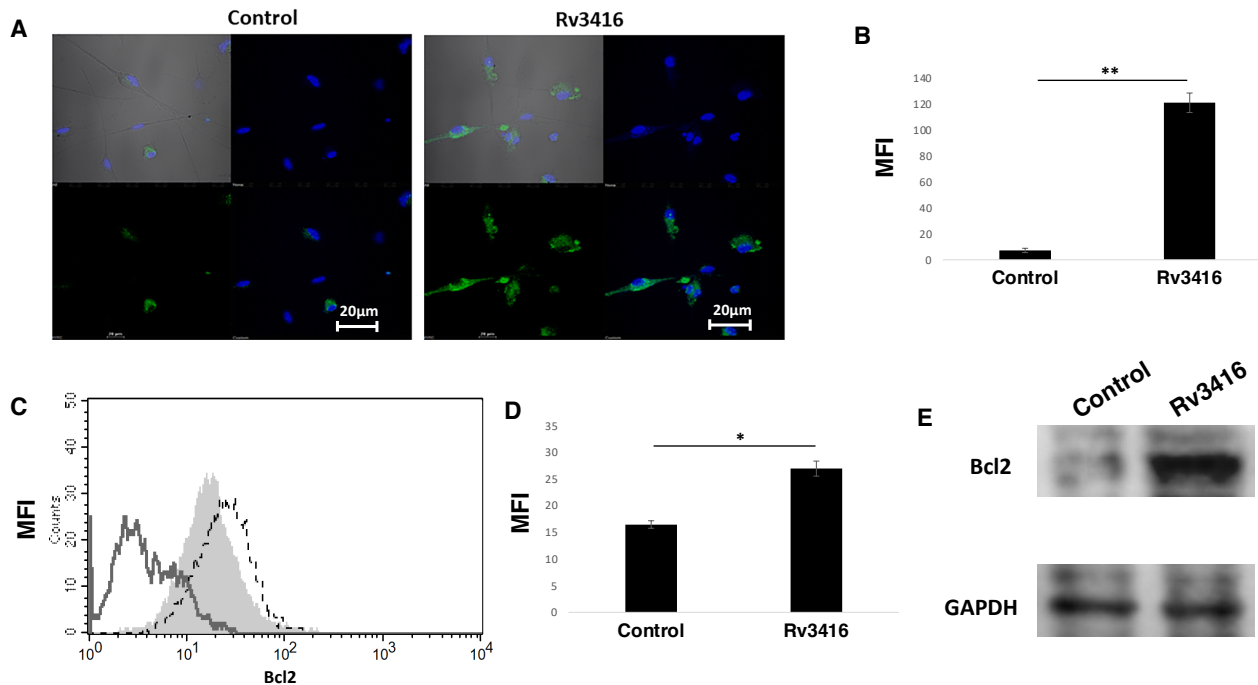 A
Control
Rv3416
20μm
20μm
B
**
140
120
100
80
60
40
20
0
MFI
Control
Rv3416
C
50
40
30
20
10
0
MFI
Counts
10^0 10^1 10^2 10^3 10^4
Bcl2
D
*
35
30
25
20
15
10
5
0
MFI
Control
Rv3416
E
Control
Rv3416
Bcl2
GAPDH